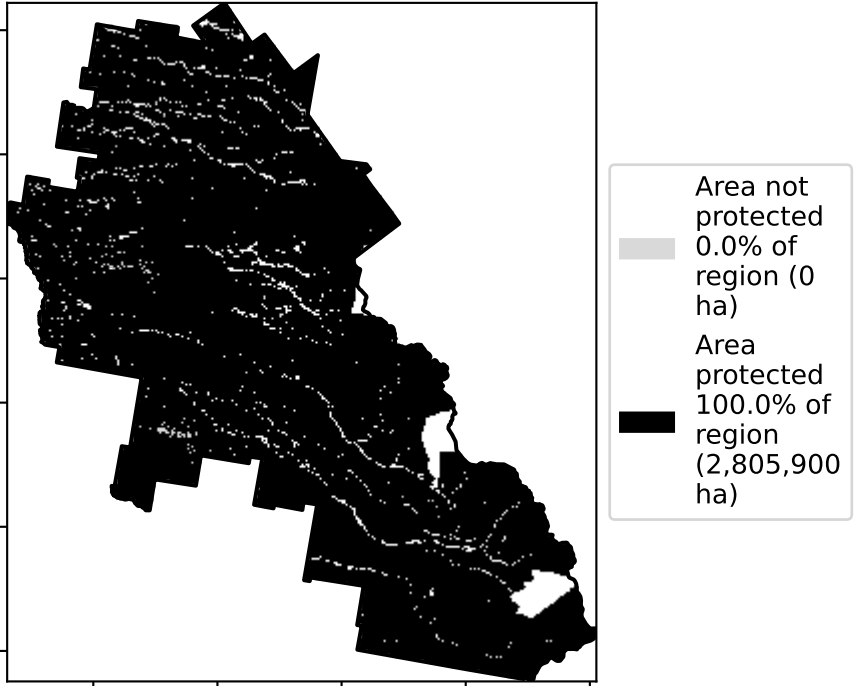 Area not
protected
0.0% of
region (0
ha)
Area
protected
100.0% of
region
(2,805,900
ha)